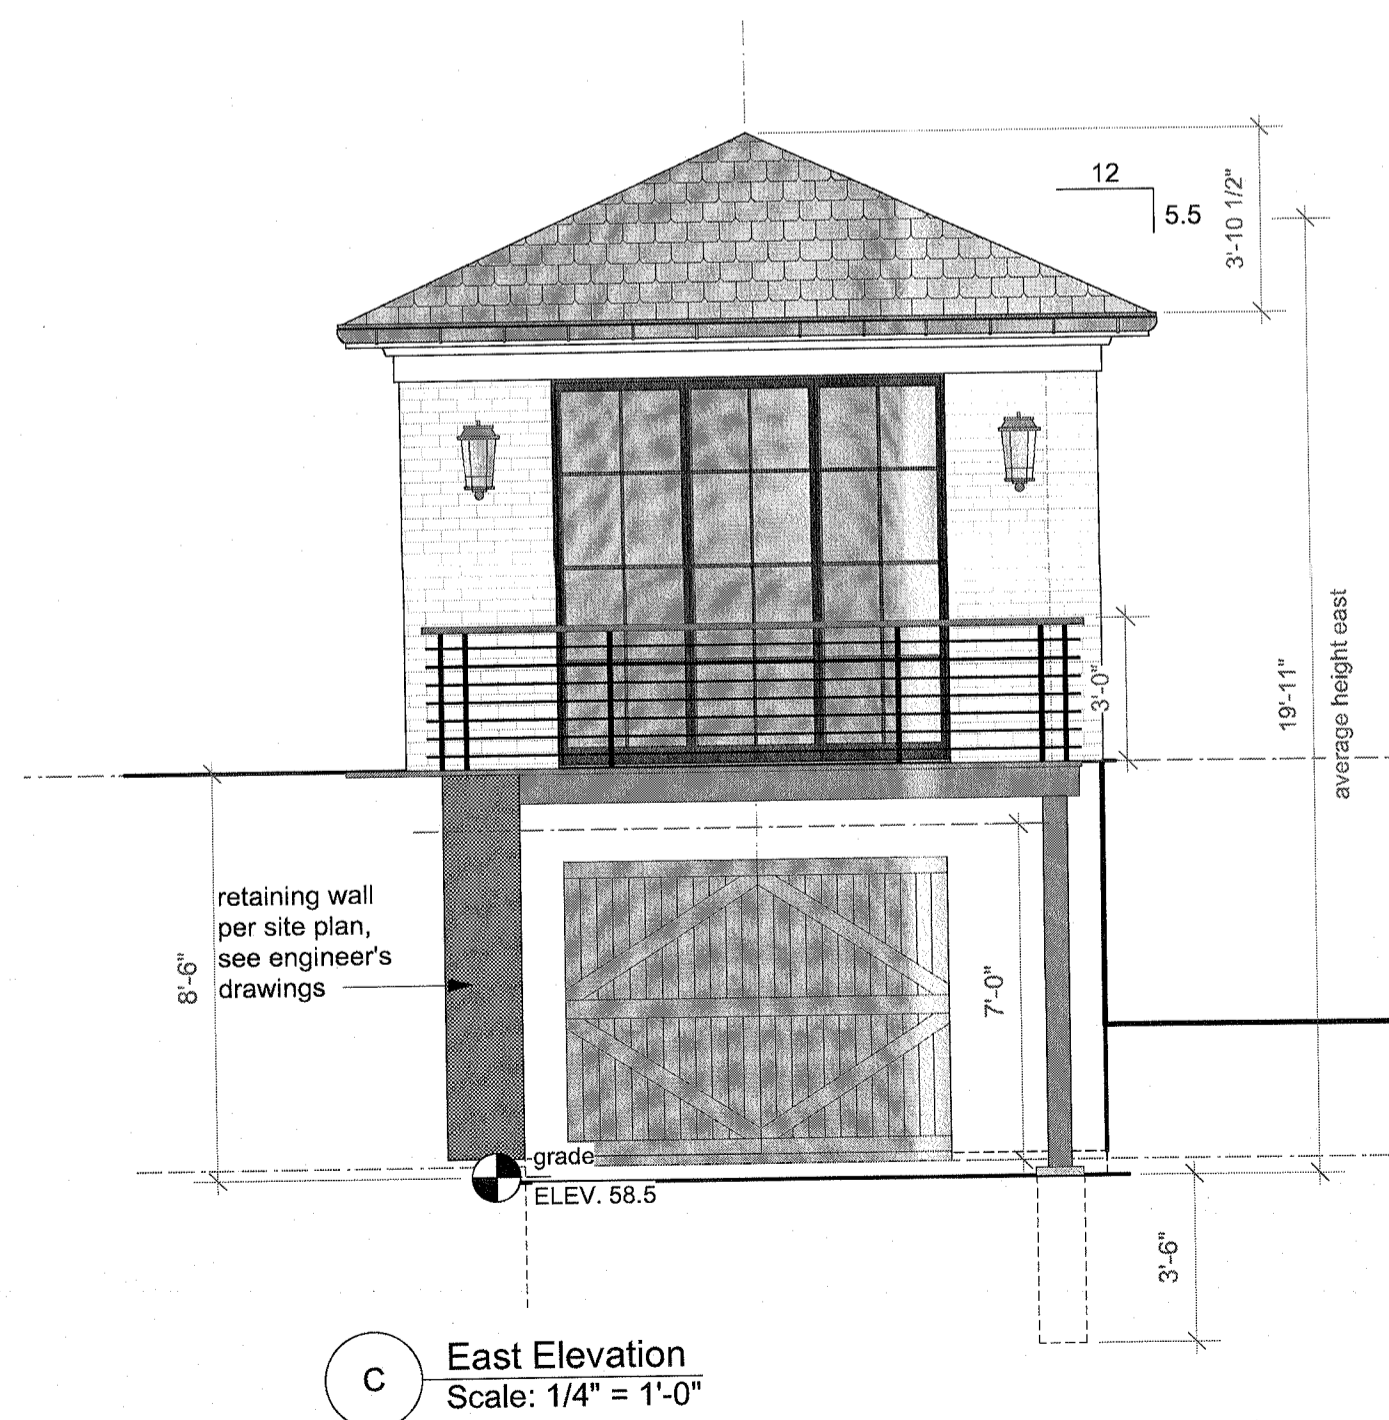 12
5.5
3'-10 1/2"
19'-11"
average height east
3'-0"
retaining wall
per site plan,
see engineer's
drawings
8'-6"
7'-0"
grade
ELEV. 58.5
3'-6"
C
East Elevation
Scale: 1/4" = 1'-0"